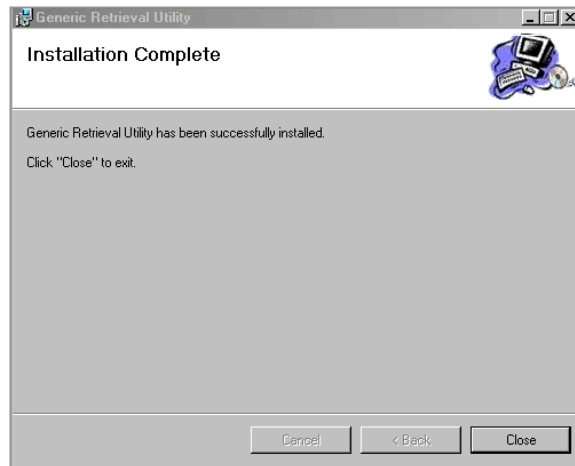 Generic Retrieval Utility
Installation Complete
Generic Retrieval Utility has been successfully installed.
Click "Close" to exit.
Cancel
< Back
Close